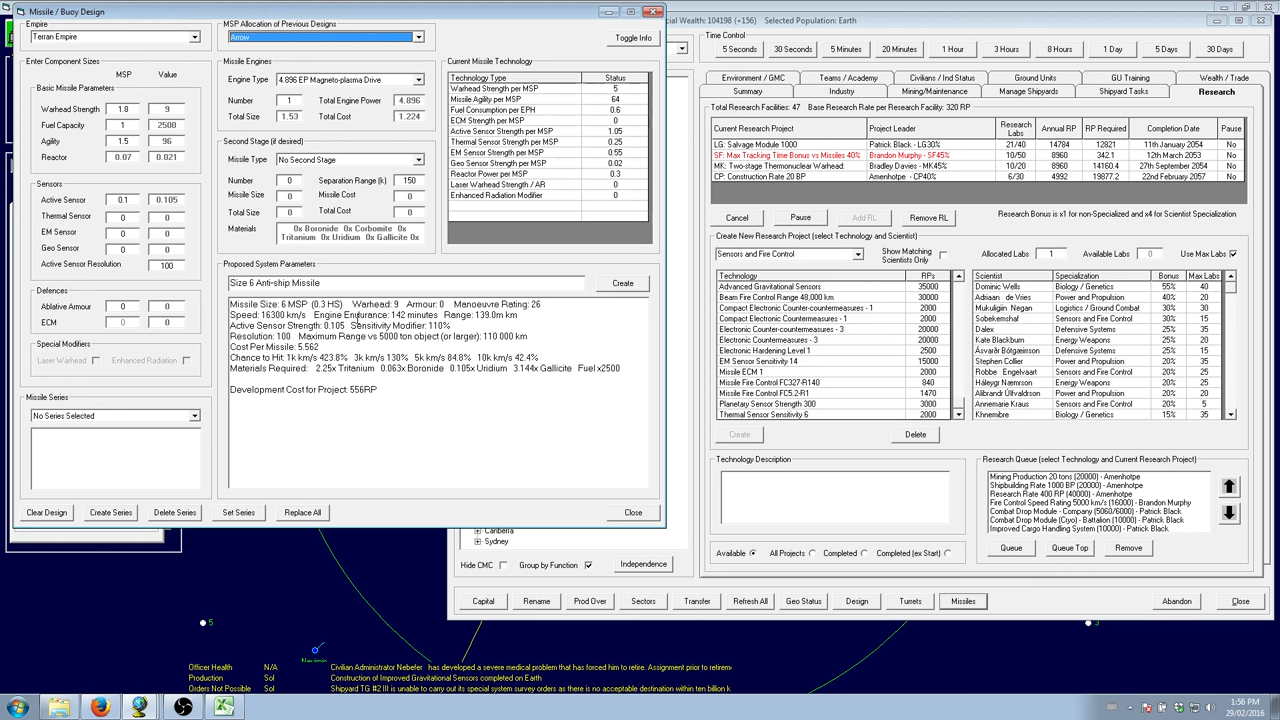 Missile / Buoy Design
Empire
Terran Empire
MSP Allocation of Previous Designs
Arrow
Toggle Info
Enter Component Sizes
MSP Value
Basic Missile Parameters
Warhead Strength 1.8 9
Fuel Capacity 1 2500
Agility 1.5 96
Reactor 0.07 0.021
Sensors
Active Sensor 0.1 0.105
Thermal Sensor 0 0
EM Sensor 0 0
Geo Sensor 0 0
Active Sensor Resolution 100
Defences
Ablative Armour 0 0
ECM 0 0
Special Modifiers
Laser Warhead Enhanced Radiation
Missile Series
No Series Selected
Missile Engines
Engine Type 4.896 EP Magneto-plasma Drive
Number 1 Total Engine Power 4.896
Total Size 1.53 Total Cost 1.224
Second Stage (if desired)
Missile Type No Second Stage
Number 0 Separation Range (k) 150
Missile Size 0 Missile Cost 0
Total Size 0 Total Cost 0
Materials 0x Boronide 0x Corbomite 0x Tritanium 0x Uridium 0x Gallicite 0x
Current Missile Technology
Technology Type Status
Warhead Strength per MSP 5
Missile Agility per MSP 64
Fuel Consumption per EPH 0.6
ECM Strength per MSP 0
Active Sensor Strength per MSP 1.05
Thermal Sensor Strength per MSP 0.25
EM Sensor Strength per MSP 0.55
Geo Sensor Strength per MSP 0.02
Reactor Power per MSP 0.3
Laser Warhead Strength / AR 0
Enhanced Radiation Modifier 0
Proposed System Parameters
Size 6 Anti-ship Missile
Create
Missile Size: 6 MSP (0.3 HS) Warhead: 9 Armour: 0 Manoeuvre Rating: 26
Speed: 16300 km/s Engine Endurance: 142 minutes Range: 139.0m km
Active Sensor Strength: 0.105 Sensitivity Modifier: 110%
Resolution: 100 Maximum Range vs 5000 ton object (or larger): 110 000 km
Cost Per Missile: 5.562
Chance to Hit: 1k km/s 423.8% 3k km/s 130% 5k km/s 84.8% 10k km/s 42.4%
Materials Required: 2.25x Tritanium 0.063x Boronide 0.105x Uridium 3.144x Gallicite Fuel x2500
Development Cost for Project: 556RP
Clear Design Create Series Delete Series Set Series Replace All Close
cial Wealth: 104198 (+156) Selected Population: Earth
Time Control
5 Seconds 30 Seconds 5 Minutes 20 Minutes 1 Hour 3 Hours 8 Hours 1 Day 5 Days 30 Days
Environment / GMC Teams / Academy Civilians / Ind Status Ground Units GU Training Wealth / Trade
Summary Industry Mining/Maintenance Manage Shipyards Shipyard Tasks Research
Total Research Facilities: 47 Base Research Rate per Research Facility: 320 RP
Current Research Project Project Leader Research Labs Annual RP RP Required Completion Date Pause
LG: Salvage Module 1000 Patrick Black - LG30% 21/40 14784 12821 11th January 2054 No
SF: Max Tracking Time Bonus vs Missiles 40% Brandon Murphy - SF45% 10/50 8960 342.1 12th March 2053 No
MK: Two-stage Thermonuclear Warhead: Bradley Davies - MK45% 10/20 8960 14160.4 27th September 2054 No
CP: Construction Rate 20 BP Amenhotpe - CP40% 6/30 4992 19877.2 22nd February 2057 No
Cancel Pause Add RL Remove RL
Research Bonus is x1 for non-Specialized and x4 for Scientist Specialization
Create New Research Project (select Technology and Scientist)
Sensors and Fire Control
Show Matching Scientists Only
Allocated Labs 1 Available Labs 0 Use Max Labs
Technology RPs
Advanced Gravitational Sensors 35000
Beam Fire Control Range 48,000 km 30000
Compact Electronic Countermeasures - 1 2000
Compact Electronic Counter-countermeasures - 1 2000
Electronic Counter-countermeasures - 3 20000
Electronic Countermeasures - 3 20000
Electronic Hardening Level 1 2500
EM Sensor Sensitivity 14 15000
Missile ECM 1 2000
Missile Fire Control FC327-R140 840
Missile Fire Control FC5.2-R1 1470
Planetary Sensor Strength 300 3000
Thermal Sensor Sensitivity 6 2000
Scientist Specialization Bonus Max Labs
Dominic Wells Biology / Genetics 55% 40
Adriaan de Vries Power and Propulsion 30% 30
Mukuligan Negan Logistics / Ground Combat 30% 30
Sobekemshaf Sensors and Fire Control 25% 30
Dalex Defensive Systems 25% 30
Kate Blackburn Energy Weapons 25% 20
Ásvarðr Bótgæirnsson Defensive Systems 25% 15
Stephen Collier Power and Propulsion 20% 40
Robbe Engelvaart Sensors and Fire Control 20% 25
Energy Weapons 20% 25
Power and Propulsion 20% 25
Annemarie Kraus Sensors and Fire Control 20% 5
Khnemibre Biology / Genetics 15% 35
Create Delete
Technology Description
Research Queue (select Technology and Current Research Project)
Mining Production 20 tons (20000) - Amenhotpe
Shipbuilding Rate 1000 BP (20000) - Amenhotpe
Research Rate 400 RP (40000) - Amenhotpe
Fire Control Speed Rating 5000 km/s (16000) - Brandon Murphy
Combat Drop Module - Company (5060/6000) - Patrick Black
Combat Drop Module (Cryo) - Battalion (10000) - Patrick Black
Improved Cargo Handling System (10000) - Patrick Black
Available All Projects Completed Completed (ex Start)
Queue Queue Top Remove
Canberra
Sydney
Hide CMC Group by Function Independence
Capital Rename Prod Over Sectors Transfer Refresh All Geo Status Design Turrets Missiles Abandon Close
5
3
Officer Health N/A Civilian Administrator Nebefer has developed a severe medical problem that has forced him to retire. Assignment prior to retirem
Production Sol Construction of Improved Gravitational Sensors completed on Earth
Orders Not Possible Sol Shipyard TG #2 III is unable to carry out its special system survey orders as there is no acceptable destination within ten billion k
1:56 PM
29/02/2016